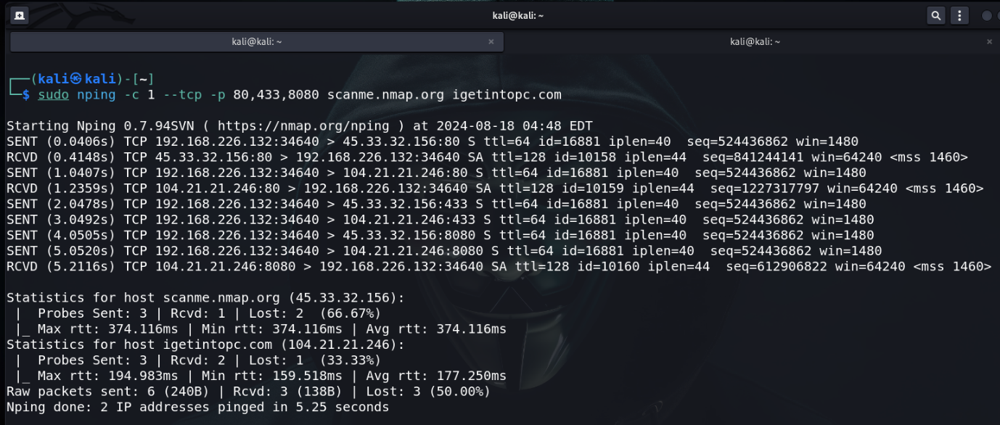 kali@kali: ~
kali@kali: ~ × kali@kali: ~ ×
┌──(kali㉿kali)-[~]
└─$ sudo nping -c 1 --tcp -p 80,433,8080 scanme.nmap.org igetintopc.com
Starting Nping 0.7.94SVN ( https://nmap.org/nping ) at 2024-08-18 04:48 EDT
SENT (0.0406s) TCP 192.168.226.132:34640 > 45.33.32.156:80 S ttl=64 id=16881 iplen=40  seq=524436862 win=1480
RCVD (0.4148s) TCP 45.33.32.156:80 > 192.168.226.132:34640 SA ttl=128 id=10158 iplen=44  seq=841244141 win=64240 <mss 1460>
SENT (1.0407s) TCP 192.168.226.132:34640 > 104.21.21.246:80 S ttl=64 id=16881 iplen=40  seq=524436862 win=1480
RCVD (1.2359s) TCP 104.21.21.246:80 > 192.168.226.132:34640 SA ttl=128 id=10159 iplen=44  seq=1227317797 win=64240 <mss 1460>
SENT (2.0478s) TCP 192.168.226.132:34640 > 45.33.32.156:433 S ttl=64 id=16881 iplen=40  seq=524436862 win=1480
SENT (3.0492s) TCP 192.168.226.132:34640 > 104.21.21.246:433 S ttl=64 id=16881 iplen=40  seq=524436862 win=1480
SENT (4.0505s) TCP 192.168.226.132:34640 > 45.33.32.156:8080 S ttl=64 id=16881 iplen=40  seq=524436862 win=1480
SENT (5.0520s) TCP 192.168.226.132:34640 > 104.21.21.246:8080 S ttl=64 id=16881 iplen=40  seq=524436862 win=1480
RCVD (5.2116s) TCP 104.21.21.246:8080 > 192.168.226.132:34640 SA ttl=128 id=10160 iplen=44  seq=612906822 win=64240 <mss 1460>
Statistics for host scanme.nmap.org (45.33.32.156):
 |  Probes Sent: 3 | Rcvd: 1 | Lost: 2  (66.67%)
 |_ Max rtt: 374.116ms | Min rtt: 374.116ms | Avg rtt: 374.116ms
Statistics for host igetintopc.com (104.21.21.246):
 |  Probes Sent: 3 | Rcvd: 2 | Lost: 1  (33.33%)
 |_ Max rtt: 194.983ms | Min rtt: 159.518ms | Avg rtt: 177.250ms
Raw packets sent: 6 (240B) | Rcvd: 3 (138B) | Lost: 3 (50.00%)
Nping done: 2 IP addresses pinged in 5.25 seconds